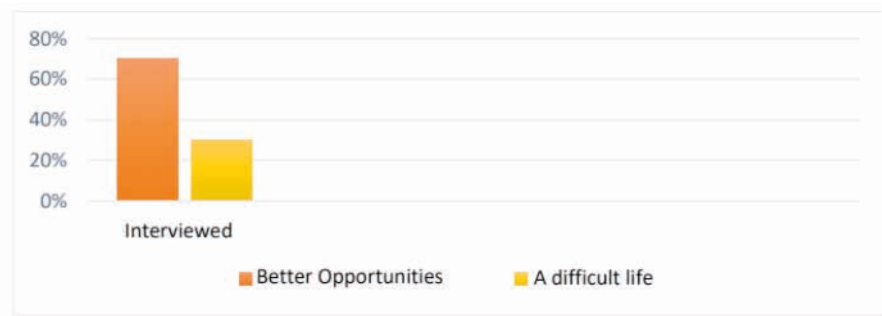 80%
60%
40%
20%
0%
Interviewed
Better Opportunities
A difficult life